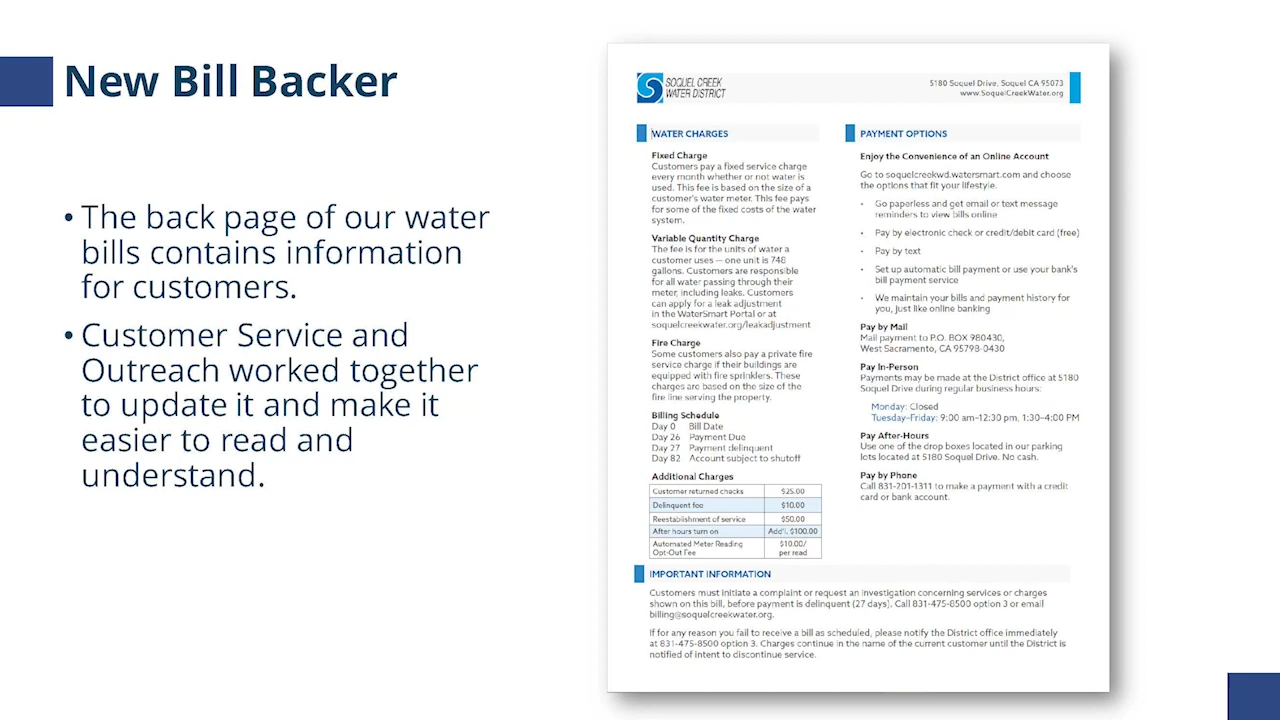 New Bill Backer
• The back page of our water
bills contains information
for customers.
• Customer Service and
Outreach worked together
to update it and make it
easier to read and
understand.
SOQUEL CREEK
WATER DISTRICT
5180 Soquel Drive, Soquel CA 95073
www.SoquelCreekWater.org
WATER CHARGES
Fixed Charge
Customers pay a fixed service charge
every month whether or not water is
used. This fee is based on the size of a
customer's water meter. This fee pays
for some of the fixed costs of the water
system.
Variable Quantity Charge
The fee is for the units of water a
customer uses — one unit is 748
gallons. Customers are responsible
for all water passing through their
meter, including leaks. Customers
can apply for a leak adjustment
in the WaterSmart Portal or at
soquelcreekwater.org/leakadjustment
Fire Charge
Some customers also pay a private fire
service charge if their buildings are
equipped with fire sprinklers. These
charges are based on the size of the
fire line serving the property.
Billing Schedule
Day 0 Bill Date
Day 26 Payment Due
Day 27 Payment delinquent
Day 82 Account subject to shutoff
Additional Charges
Customer returned checks $25.00
Delinquent fee $10.00
Reestablishment of service $50.00
After hours turn on Add'l. $100.00
Automated Meter Reading $10.00/
Opt-Out Fee per read
PAYMENT OPTIONS
Enjoy the Convenience of an Online Account
Go to soquelcreekwd.watersmart.com and choose
the options that fit your lifestyle.
• Go paperless and get email or text message
reminders to view bills online
• Pay by electronic check or credit/debit card (free)
• Pay by text
• Set up automatic bill payment or use your bank's
bill payment service
• We maintain your bills and payment history for
you, just like online banking
Pay by Mail
Mail payment to P.O. BOX 980430,
West Sacramento, CA 95798-0430
Pay In-Person
Payments may be made at the District office at 5180
Soquel Drive during regular business hours:
Monday: Closed
Tuesday–Friday: 9:00 am–12:30 pm, 1:30–4:00 PM
Pay After-Hours
Use one of the drop boxes located in our parking
lots located at 5180 Soquel Drive. No cash.
Pay by Phone
Call 831-201-1311 to make a payment with a credit
card or bank account.
IMPORTANT INFORMATION
Customers must initiate a complaint or request an investigation concerning services or charges
shown on this bill, before payment is delinquent (27 days). Call 831-475-8500 option 3 or email
billing@soquelcreekwater.org.
If for any reason you fail to receive a bill as scheduled, please notify the District office immediately
at 831-475-8500 option 3. Charges continue in the name of the current customer until the District is
notified of intent to discontinue service.